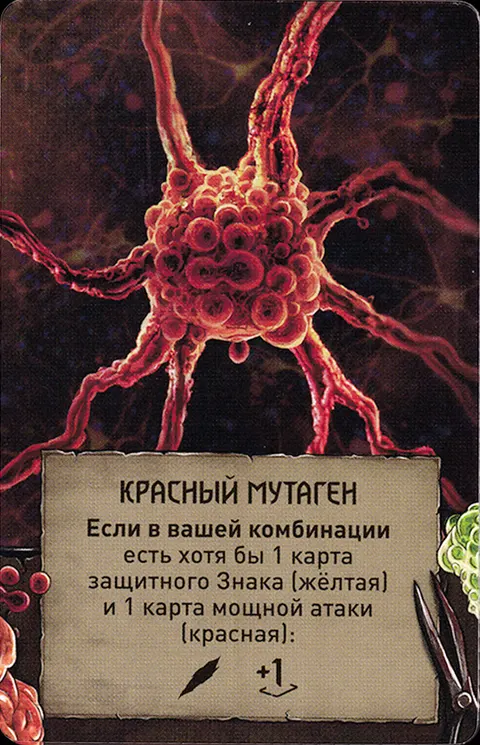 КРАСНЫЙ МУТАГЕН
Если в вашей комбинации
есть хотя бы 1 карта
защитного Знака (жёлтая)
и 1 карта мощной атаки
(красная):
+1